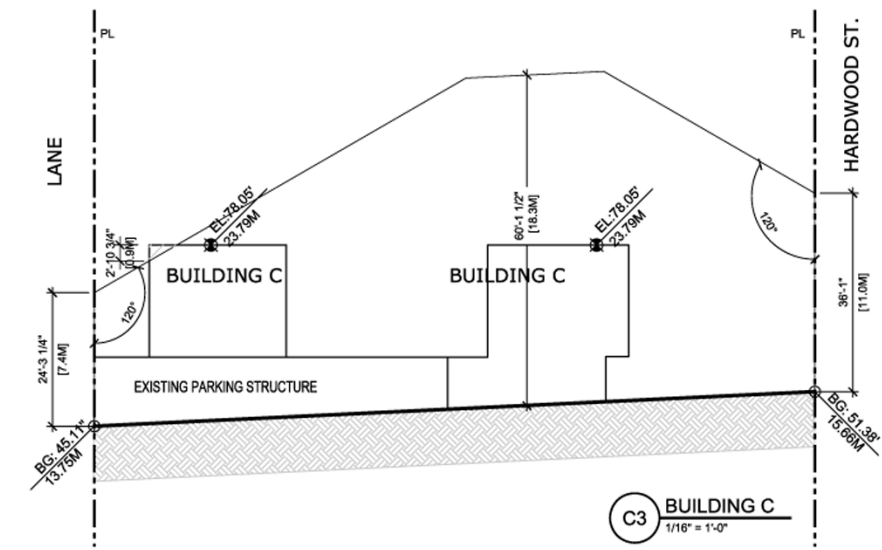 PL
PL
LANE
HARDWOOD ST.
EL:78.05'
23.79M
EL:78.05'
23.79M
60'-1 1/2"
[18.3M]
120°
120°
2'-10 3/4"
[0.9M]
BUILDING C
BUILDING C
36'-1"
[11.0M]
24'-3 1/4"
[7.4M]
EXISTING PARKING STRUCTURE
BG: 45.11"
13.75M
BG: 51.38'
15.66M
C3
BUILDING C
1/16" = 1'-0"